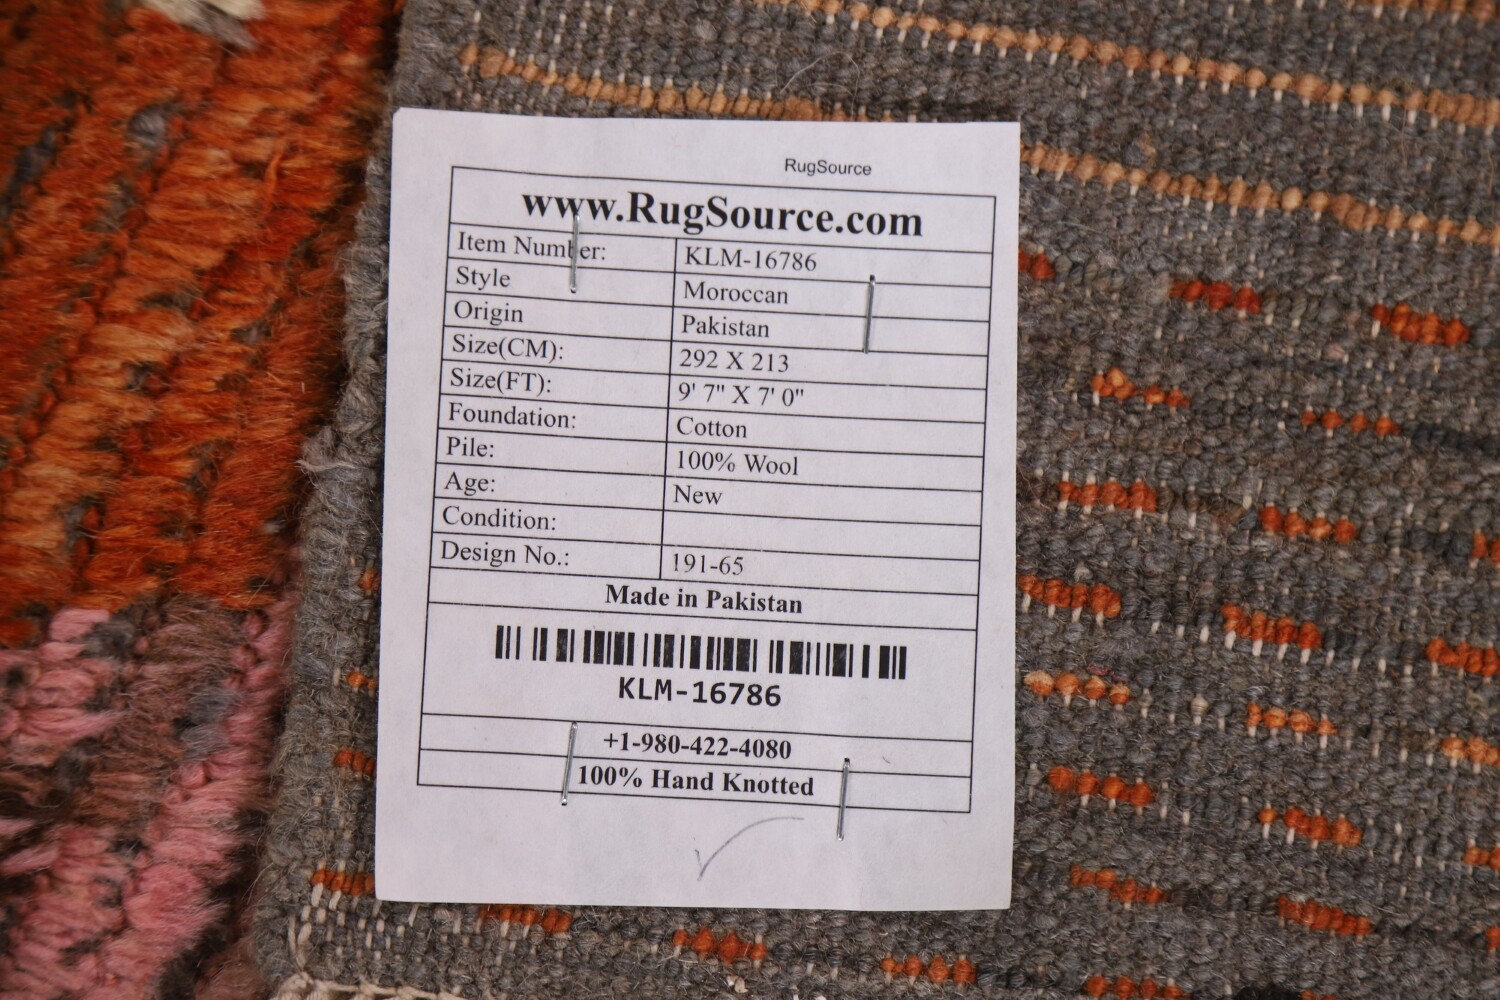 RugSource
www.RugSource.com
Item Number: KLM-16786
Style Moroccan
Origin Pakistan
Size(CM): 292 X 213
Size(FT): 9' 7" X 7' 0"
Foundation: Cotton
Pile: 100% Wool
Age: New
Condition:
Design No.: 191-65
Made in Pakistan
KLM-16786
+1-980-422-4080
100% Hand Knotted